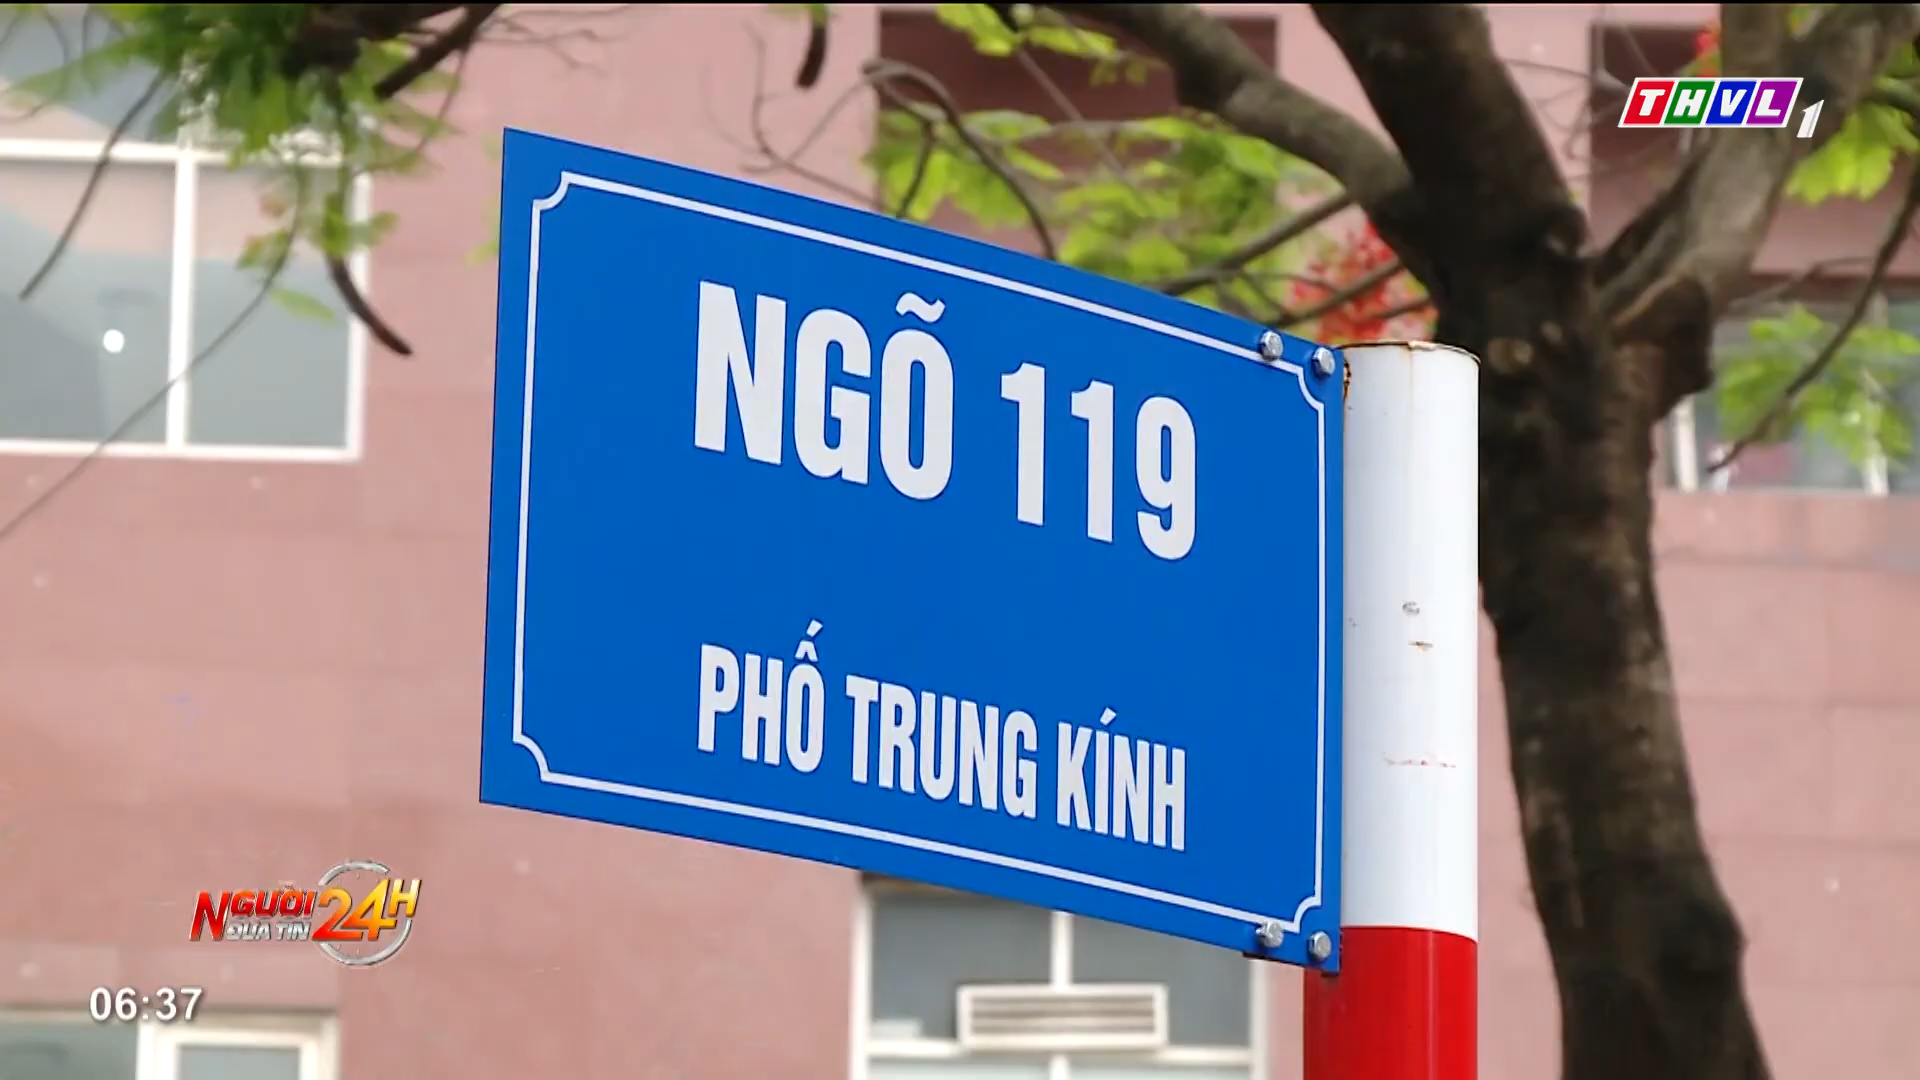 THVL1
NGÕ 119
PHỐ TRUNG KÍNH
NGƯỜI
ĐƯA TIN
24H
06:37